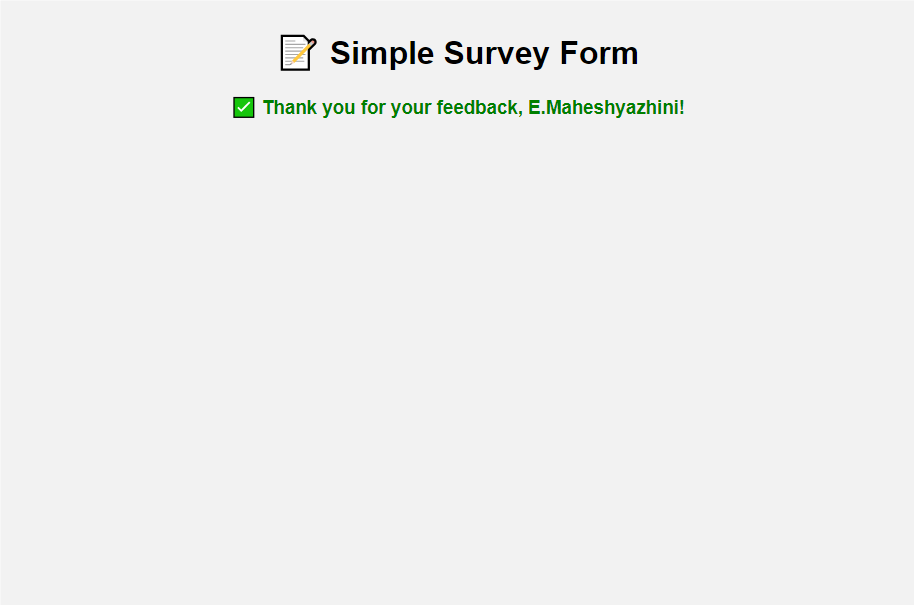 📝 Simple Survey Form
✅ Thank you for your feedback, E.Maheshyazhini!